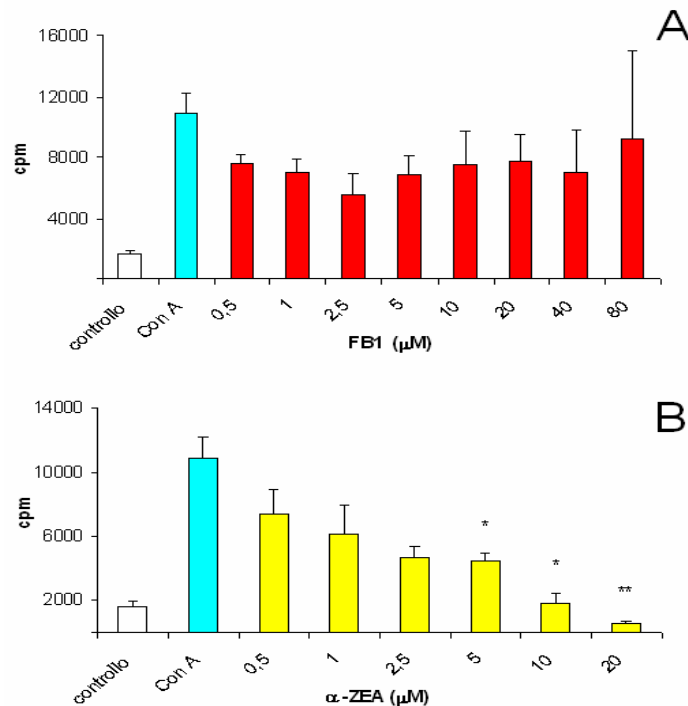 A
16000
12000
8000
4000
cpm
controllo
Con A
0,5
1
2,5
5
10
20
40
80
FB1 (µM)
B
14000
10000
6000
2000
cpm
*
*
**
controllo
Con A
0,5
1
2,5
5
10
20
α-ZEA (µM)